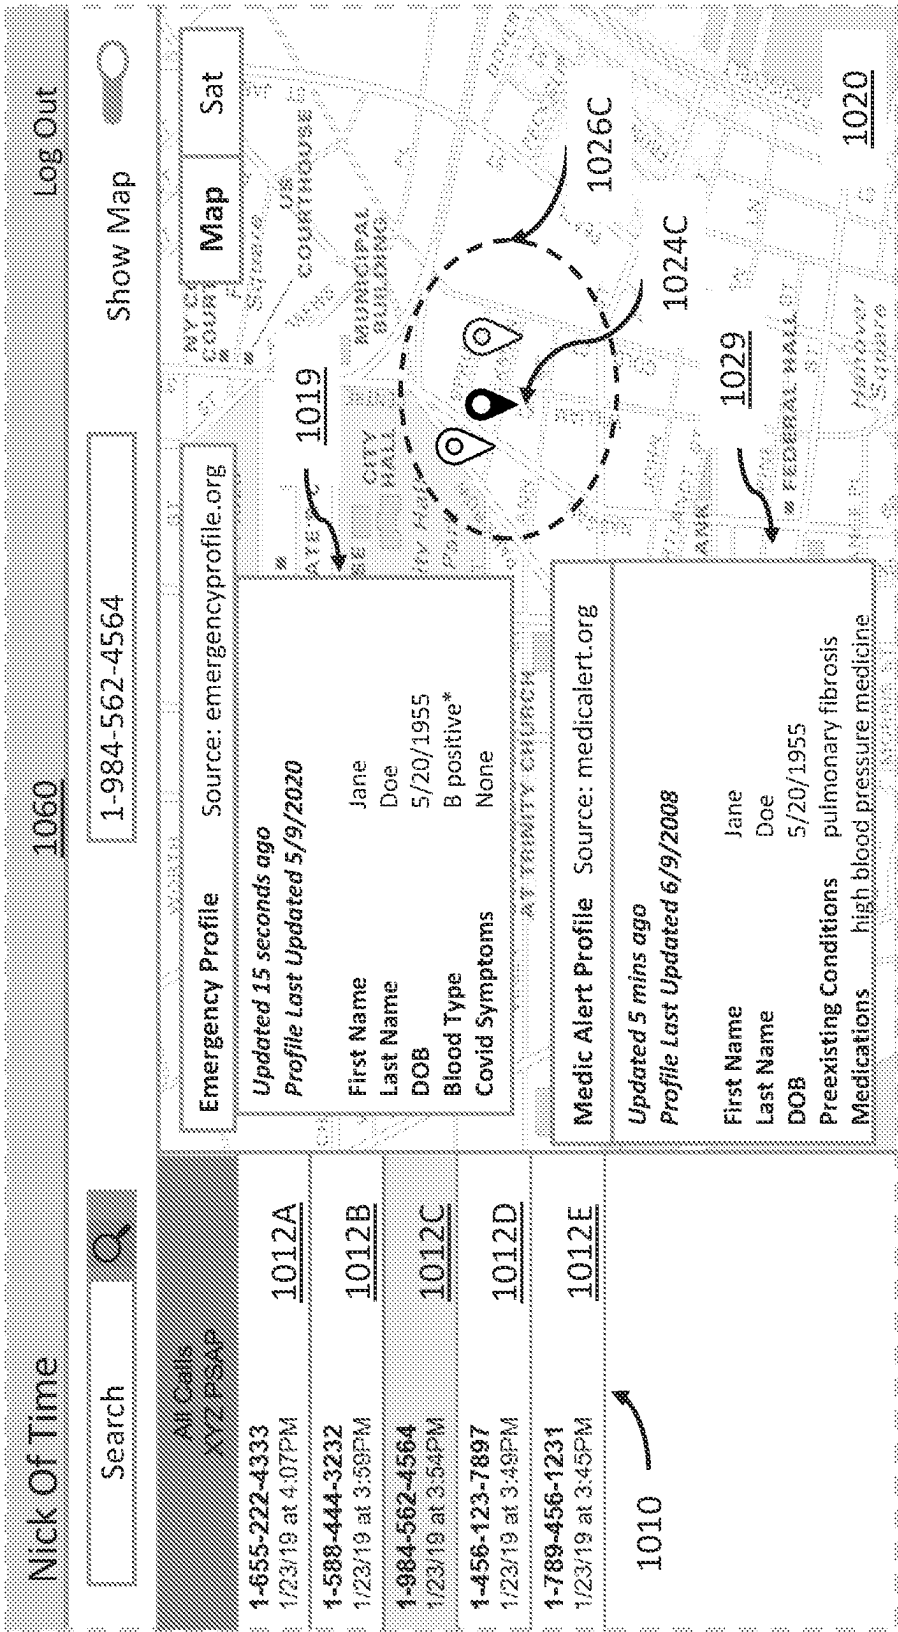 Nick Of Time
1060
Log Out
Search
1-984-562-4564
Show Map
All Calls
XYZ PSAP
1-655-222-4333
1/23/19 at 4:07PM
1012A
1-588-444-3232
1/23/19 at 3:59PM
1012B
1-984-562-4564
1/23/19 at 3:54PM
1012C
1-456-123-7897
1/23/19 at 3:49PM
1012D
1-789-456-1231
1/23/19 at 3:45PM
1012E
1010
Emergency Profile Source: emergencyprofile.org
Updated 15 seconds ago
Profile Last Updated 5/9/2020
First Name Jane
Last Name Doe
DOB 5/20/1955
Blood Type B positive*
Covid Symptoms None
1019
Medic Alert Profile Source: medicalert.org
Updated 5 mins ago
Profile Last Updated 6/9/2008
First Name Jane
Last Name Doe
DOB 5/20/1955
Preexisting Conditions pulmonary fibrosis
Medications high blood pressure medicine
1029
Map
Sat
US
COURTHOUSE
MUNICIPAL
BUILDING
CITY
HALL
AT TRINITY CHURCH
FEDERAL HALL
Hanover
Square
1026C
1024C
1020